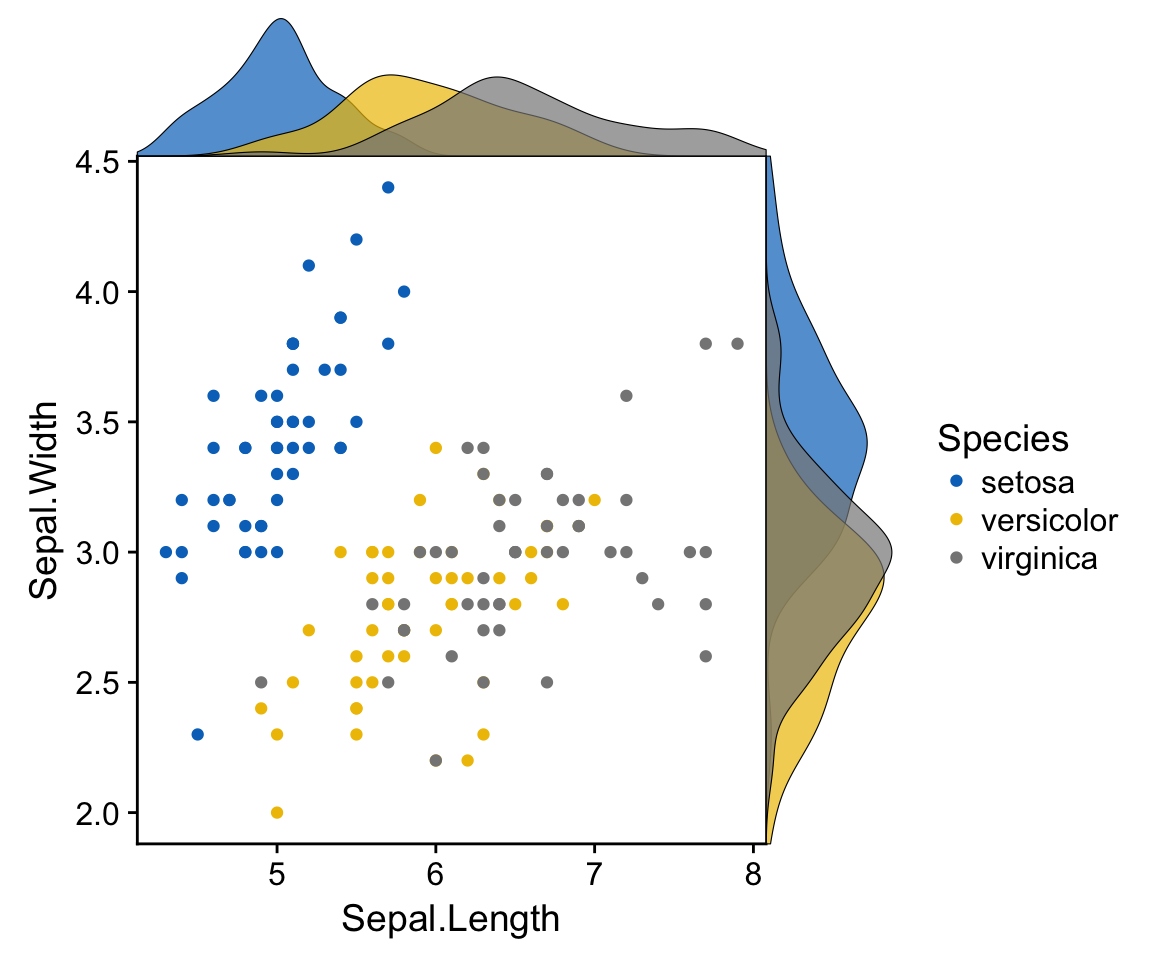 4.5
4.0
3.5
3.0
2.5
2.0
Sepal.Width
5 6 7 8
Sepal.Length
Species
setosa
versicolor
virginica